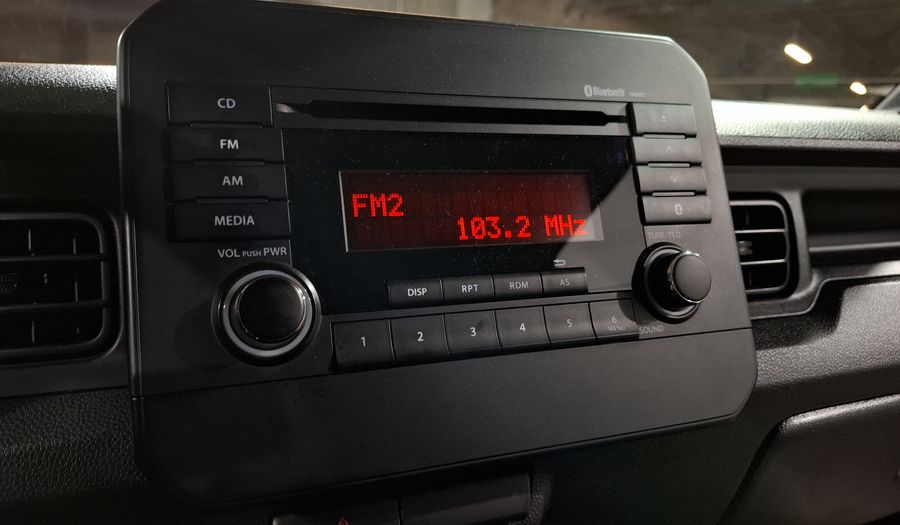 Bluetooth
CD
FM
AM
MEDIA
FM2
103.2 MHz
VOL PUSH PWR
TUNE/FLD
DISP
RPT
RDM
AS
1
2
3
4
5
6
MENU
SOUND